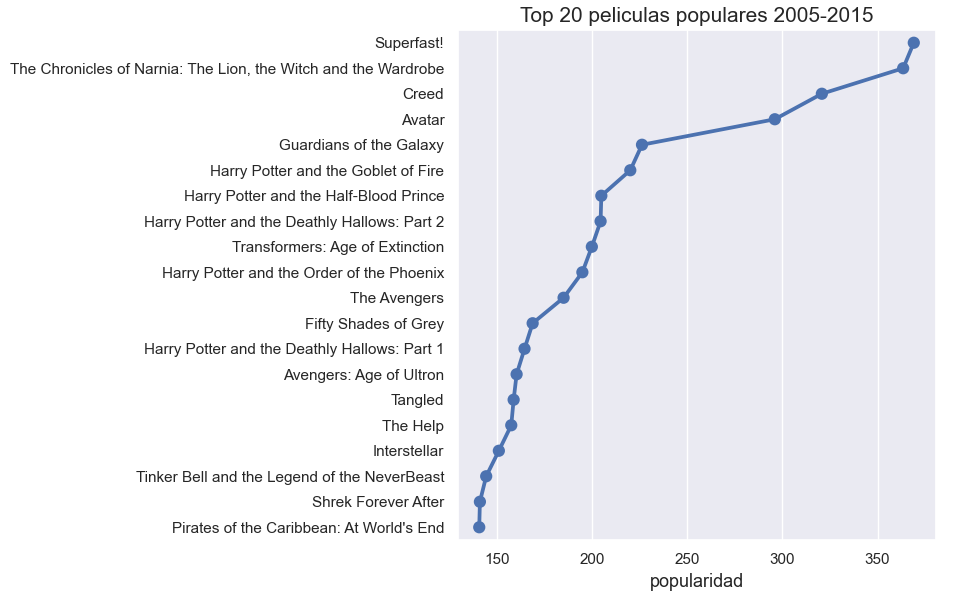 Top 20 peliculas populares 2005-2015
Superfast!
The Chronicles of Narnia: The Lion, the Witch and the Wardrobe
Creed
Avatar
Guardians of the Galaxy
Harry Potter and the Goblet of Fire
Harry Potter and the Half-Blood Prince
Harry Potter and the Deathly Hallows: Part 2
Transformers: Age of Extinction
Harry Potter and the Order of the Phoenix
The Avengers
Fifty Shades of Grey
Harry Potter and the Deathly Hallows: Part 1
Avengers: Age of Ultron
Tangled
The Help
Interstellar
Tinker Bell and the Legend of the NeverBeast
Shrek Forever After
Pirates of the Caribbean: At World's End
150 200 250 300 350
popularidad